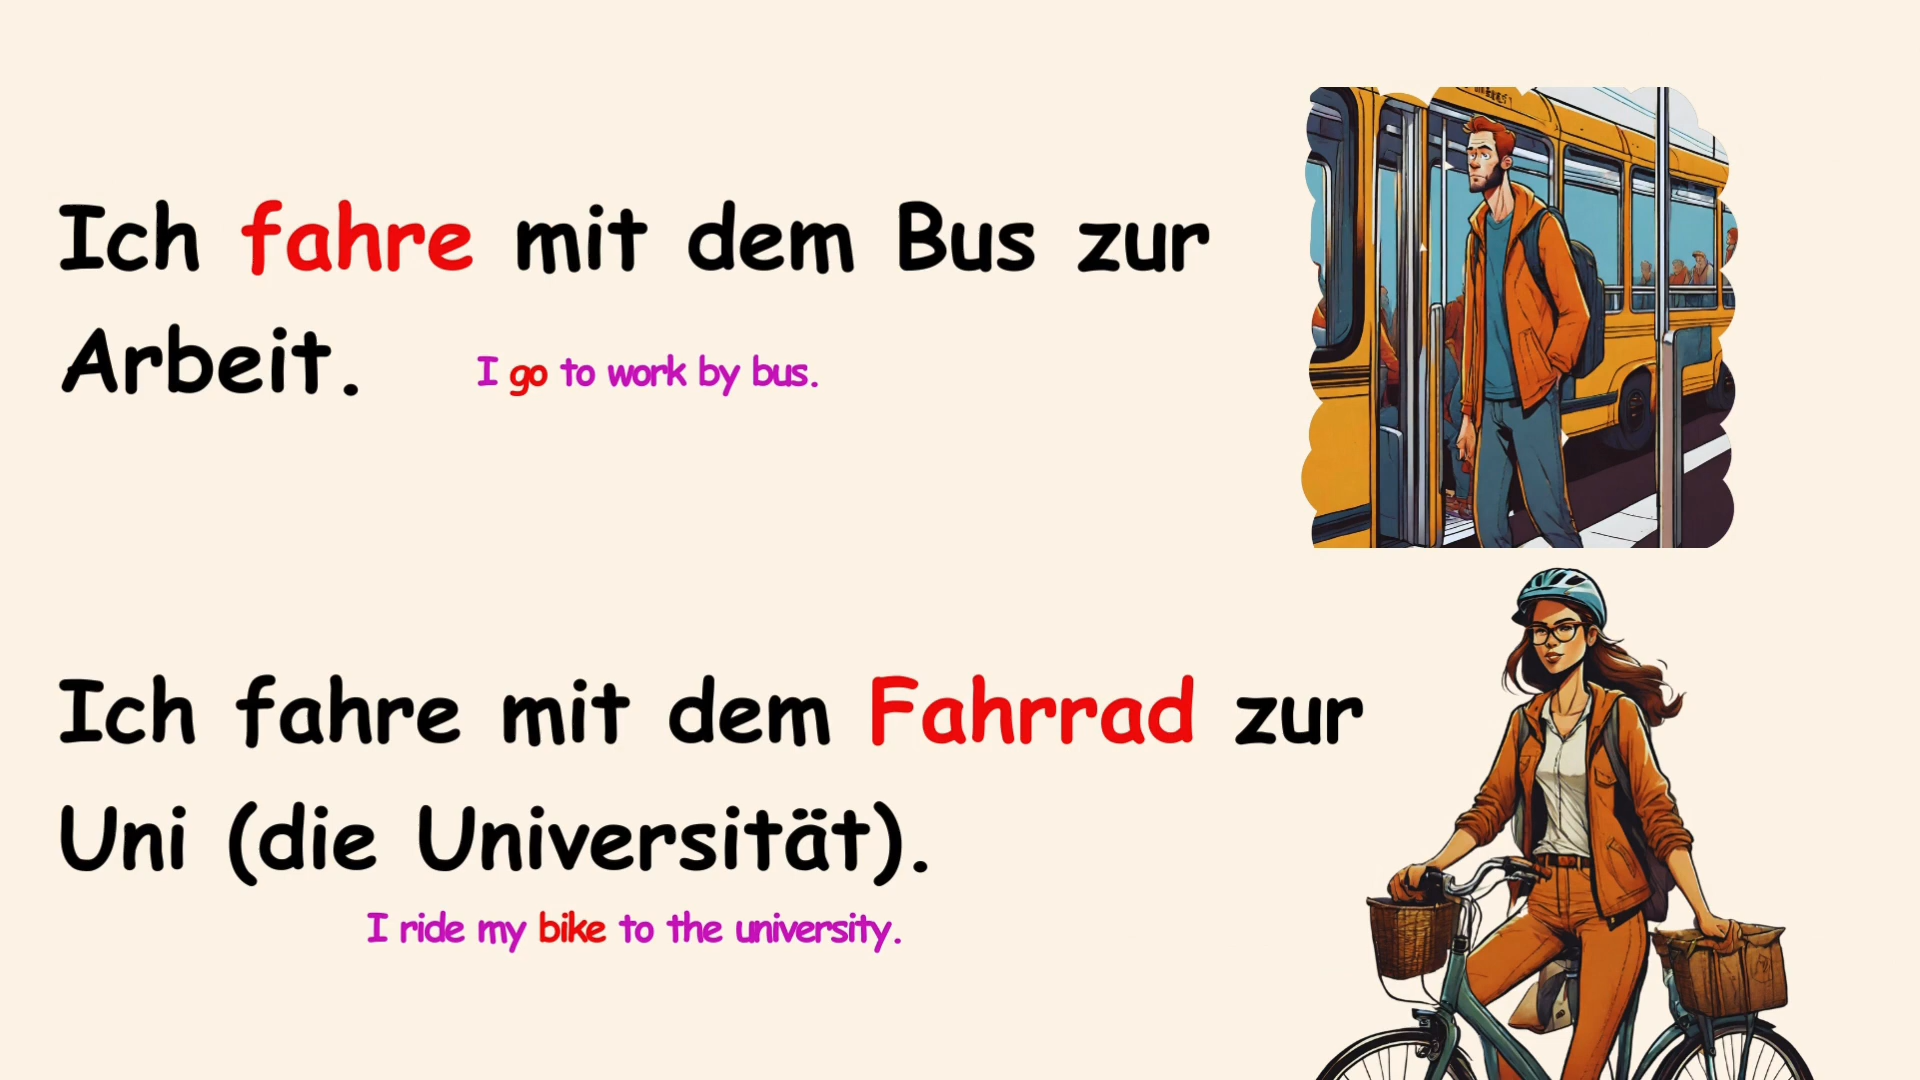 Ich fahre mit dem Bus zur
Arbeit.
I go to work by bus.
Ich fahre mit dem Fahrrad zur
Uni (die Universität).
I ride my bike to the university.